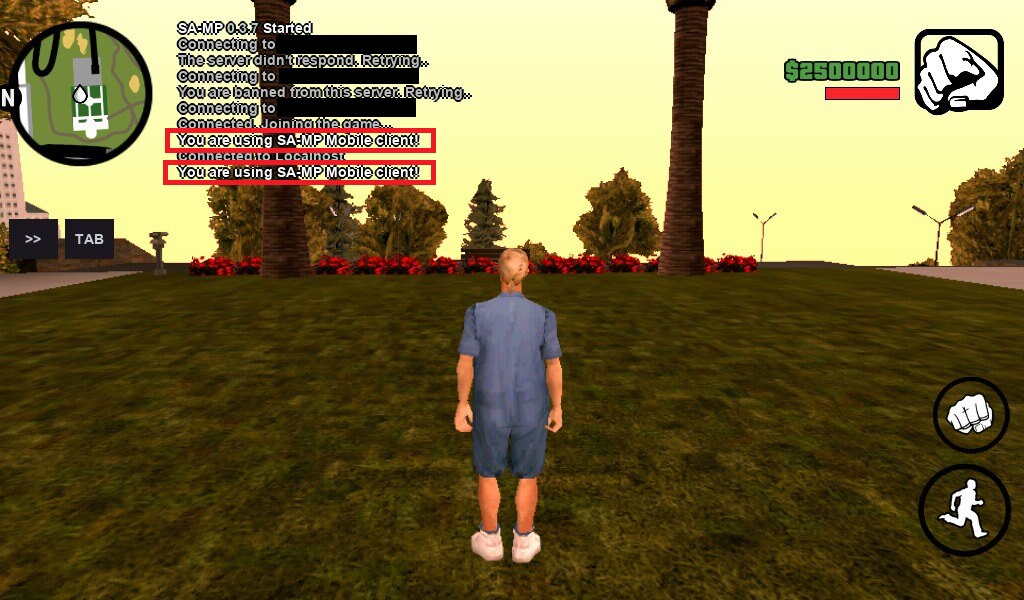 SA-MP 0.3.7 Started
Connecting to
The server didn't respond. Retrying..
Connecting to
You are banned from this server. Retrying..
Connecting to
Connected. Joining the game...
You are using SA-MP Mobile client!
Connected to Localhost
You are using SA-MP Mobile client!
N
$2500000
>>
TAB